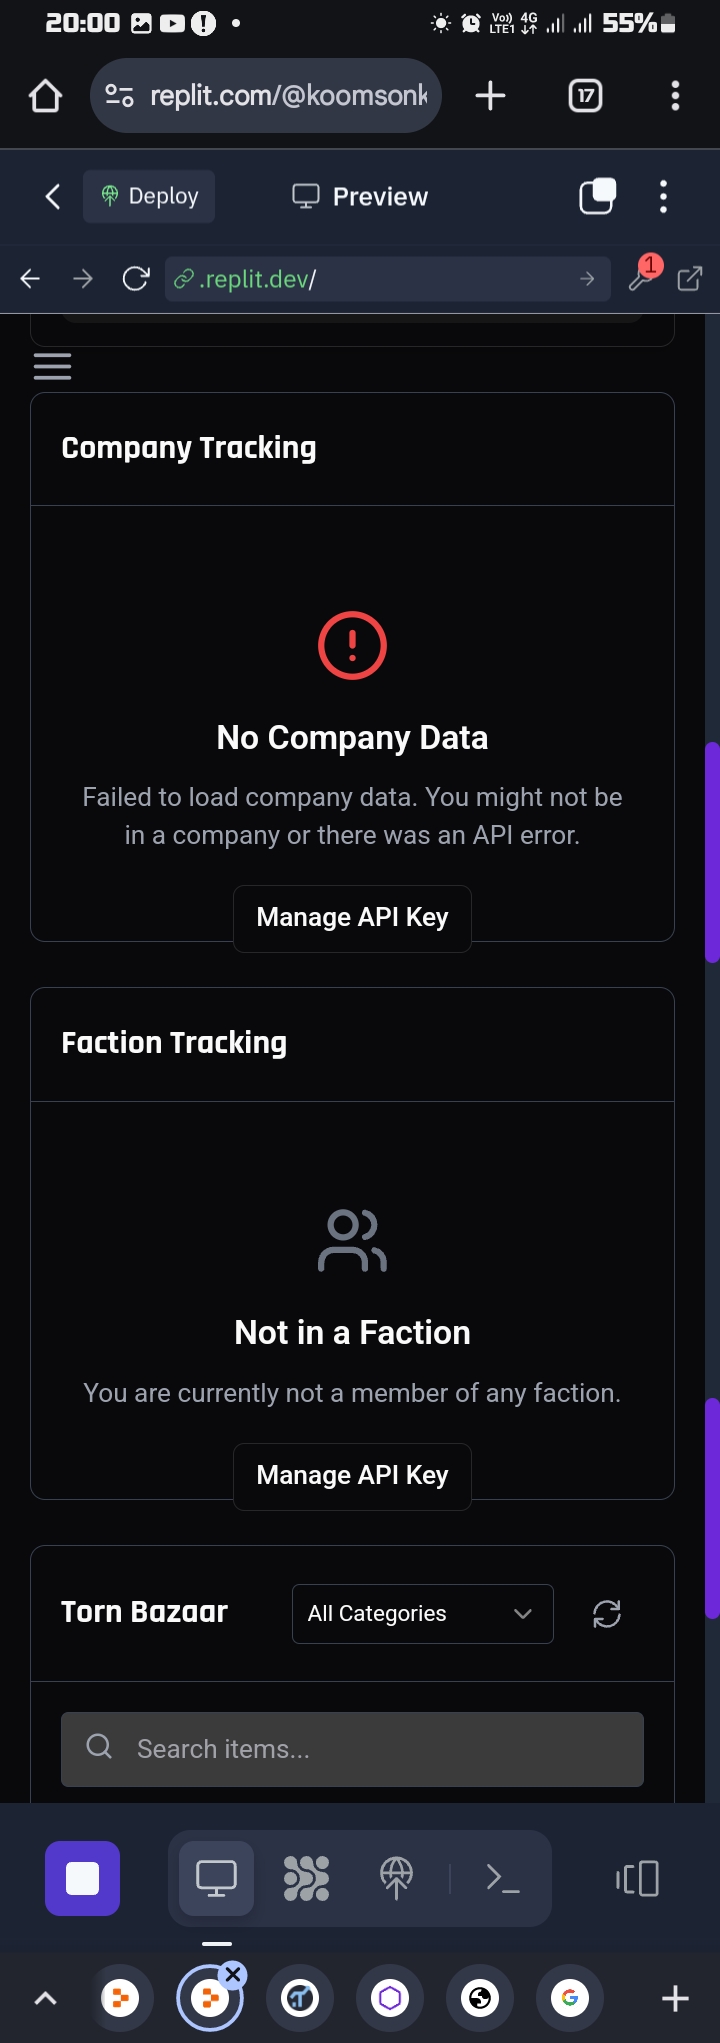 20:00
Vo)) LTE1 4G 55%
replit.com/@koomsonk
17
Deploy
Preview
.replit.dev/
1
Company Tracking
No Company Data
Failed to load company data. You might not be
in a company or there was an API error.
Manage API Key
Faction Tracking
Not in a Faction
You are currently not a member of any faction.
Manage API Key
Torn Bazaar
All Categories
Search items...